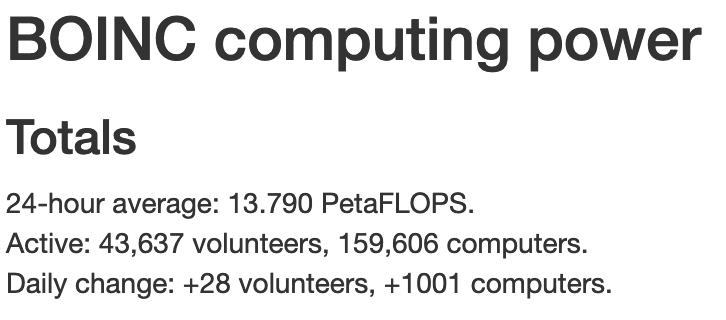 BOINC computing power
Totals
24-hour average: 13.790 PetaFLOPS.
Active: 43,637 volunteers, 159,606 computers.
Daily change: +28 volunteers, +1001 computers.